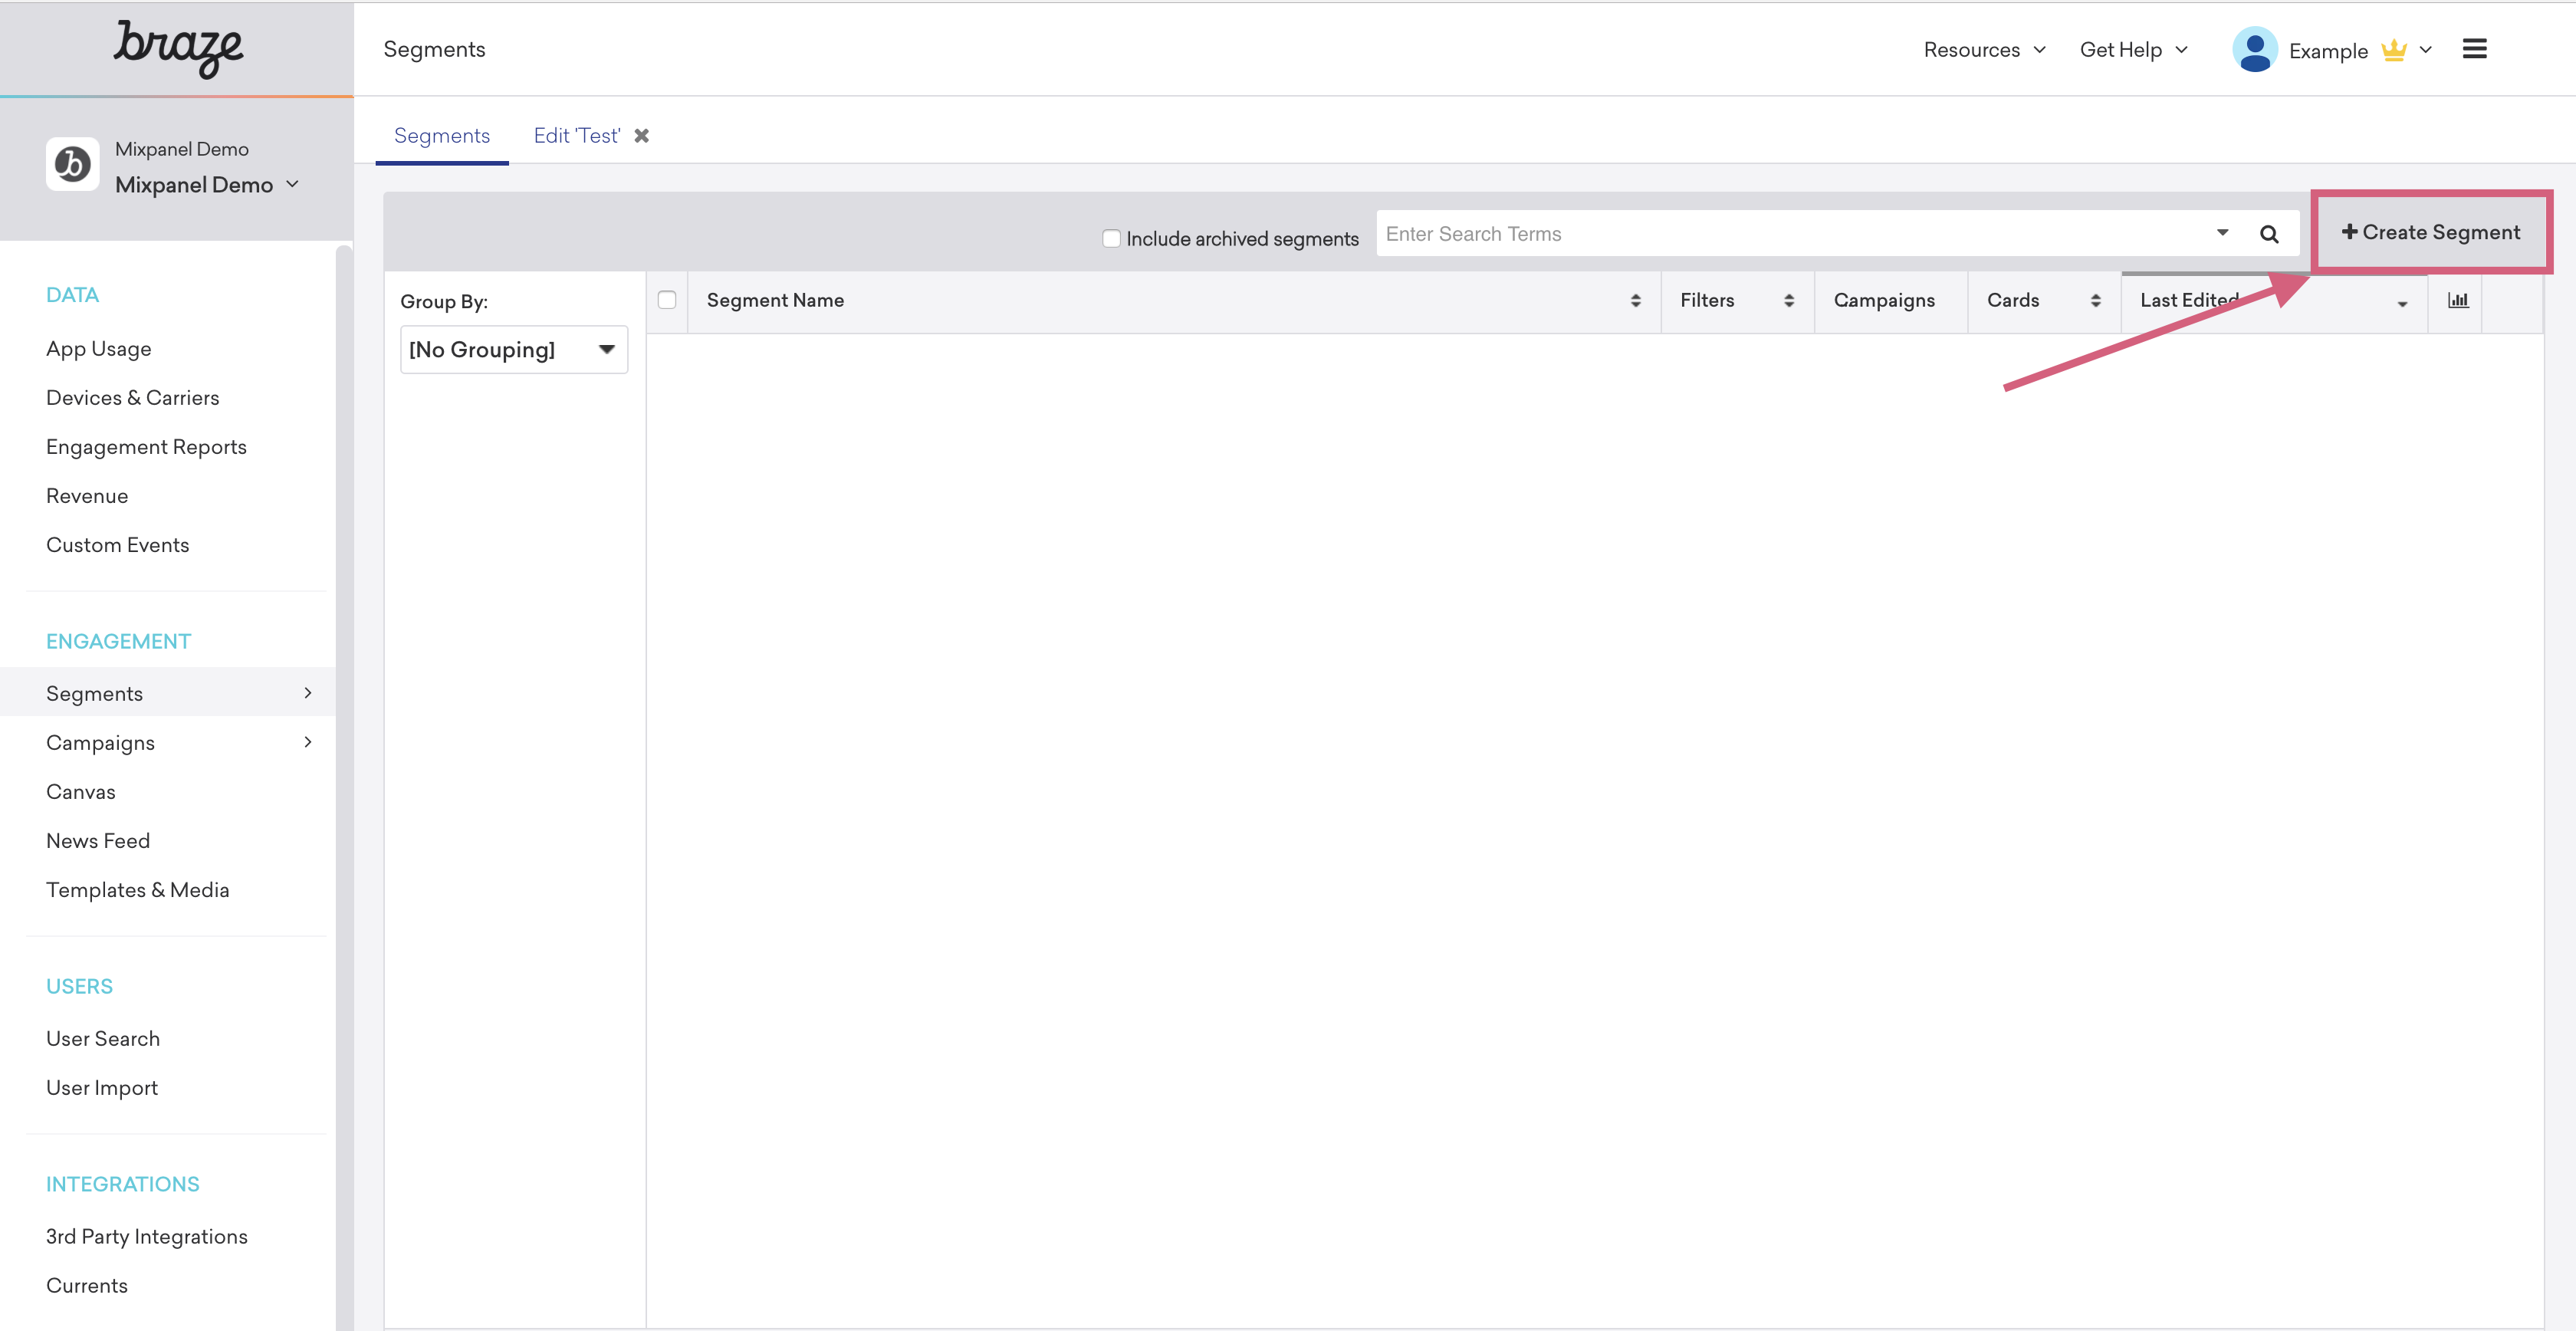 braze
Segments
Resources
Get Help
Example
Mixpanel Demo
Mixpanel Demo
Segments
Edit 'Test'
Include archived segments
Enter Search Terms
Create Segment
Group By:
[No Grouping]
Segment Name
Filters
Campaigns
Cards
Last Edited
DATA
App Usage
Devices & Carriers
Engagement Reports
Revenue
Custom Events
ENGAGEMENT
Segments
Campaigns
Canvas
News Feed
Templates & Media
USERS
User Search
User Import
INTEGRATIONS
3rd Party Integrations
Currents